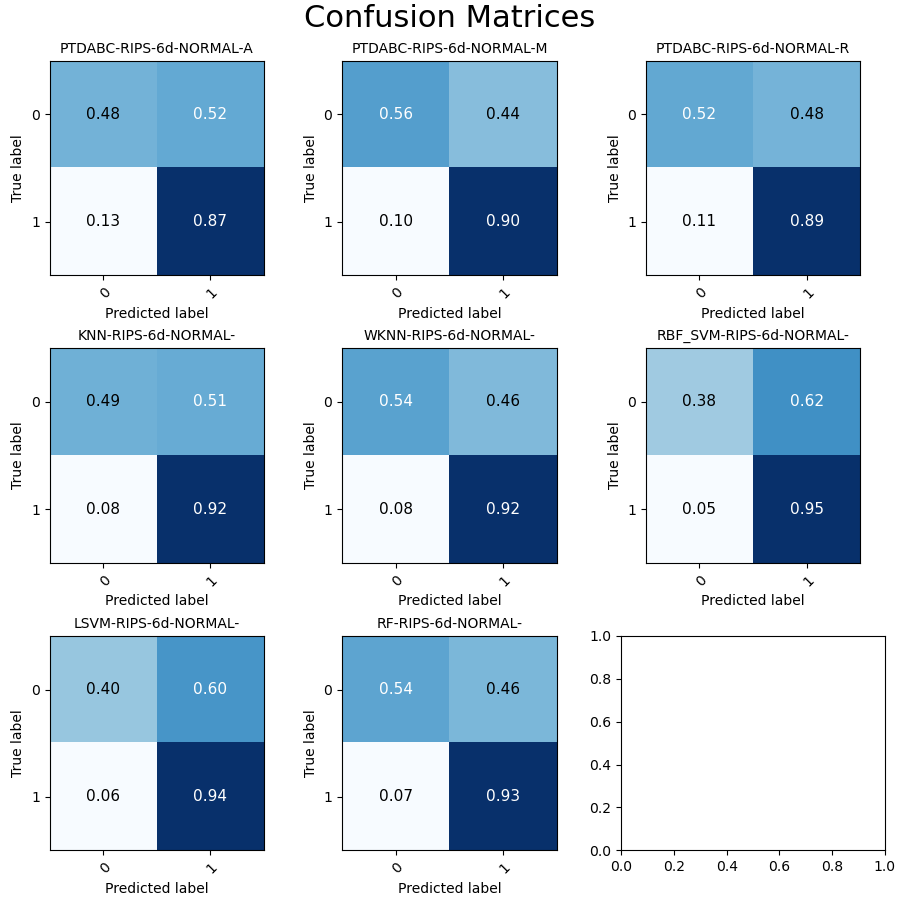 Confusion Matrices
PTDABC-RIPS-6d-NORMAL-A
True label
0
1
0.48 0.52
0.13 0.87
0 1
Predicted label
PTDABC-RIPS-6d-NORMAL-M
True label
0
1
0.56 0.44
0.10 0.90
0 1
Predicted label
PTDABC-RIPS-6d-NORMAL-R
True label
0
1
0.52 0.48
0.11 0.89
0 1
Predicted label
KNN-RIPS-6d-NORMAL-
True label
0
1
0.49 0.51
0.08 0.92
0 1
Predicted label
WKNN-RIPS-6d-NORMAL-
True label
0
1
0.54 0.46
0.08 0.92
0 1
Predicted label
RBF_SVM-RIPS-6d-NORMAL-
True label
0
1
0.38 0.62
0.05 0.95
0 1
Predicted label
LSVM-RIPS-6d-NORMAL-
True label
0
1
0.40 0.60
0.06 0.94
0 1
Predicted label
RF-RIPS-6d-NORMAL-
True label
0
1
0.54 0.46
0.07 0.93
0 1
Predicted label
1.0
0.8
0.6
0.4
0.2
0.0
0.0 0.2 0.4 0.6 0.8 1.0